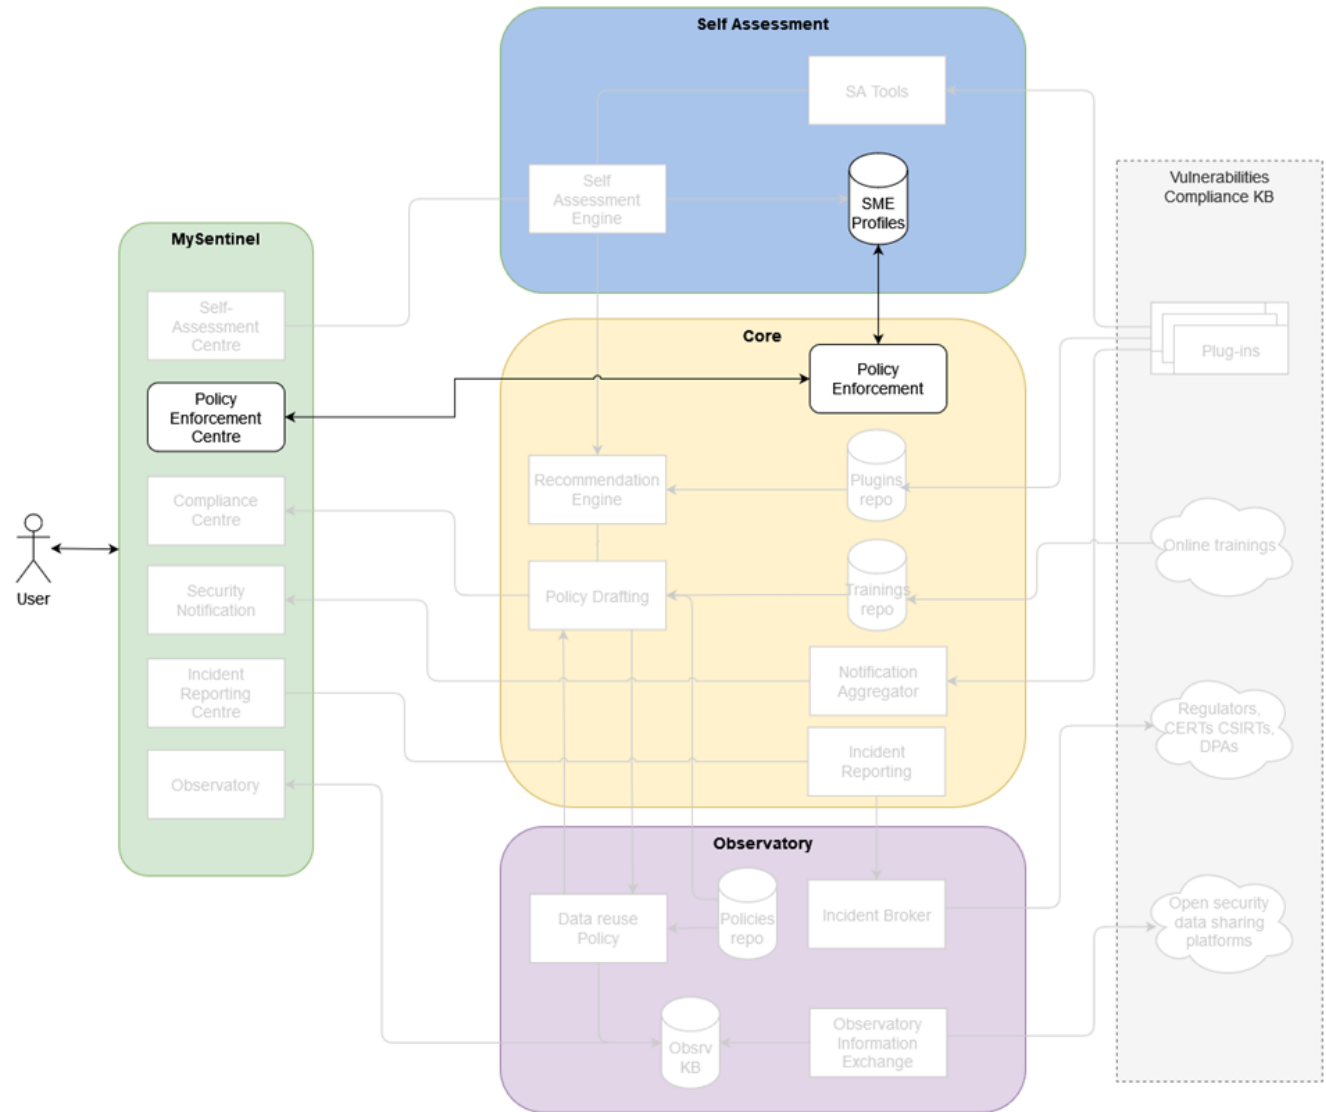 Self Assessment
SA Tools
Self
Assessment
Engine
SME
Profiles
Vulnerabilities
Compliance KB
MySentinel
Self-
Assessment
Centre
Policy
Enforcement
Centre
Compliance
Centre
Security
Notification
Incident
Reporting
Centre
Observatory
User
Core
Policy
Enforcement
Recommendation
Engine
Plugins
repo
Policy Drafting
Trainings
repo
Notification
Aggregator
Incident
Reporting
Plug-ins
Online trainings
Regulators,
CERTs CSIRTs,
DPAs
Open security
data sharing
platforms
Observatory
Data reuse
Policy
Policies
repo
Incident Broker
Obsrv
KB
Observatory
Information
Exchange